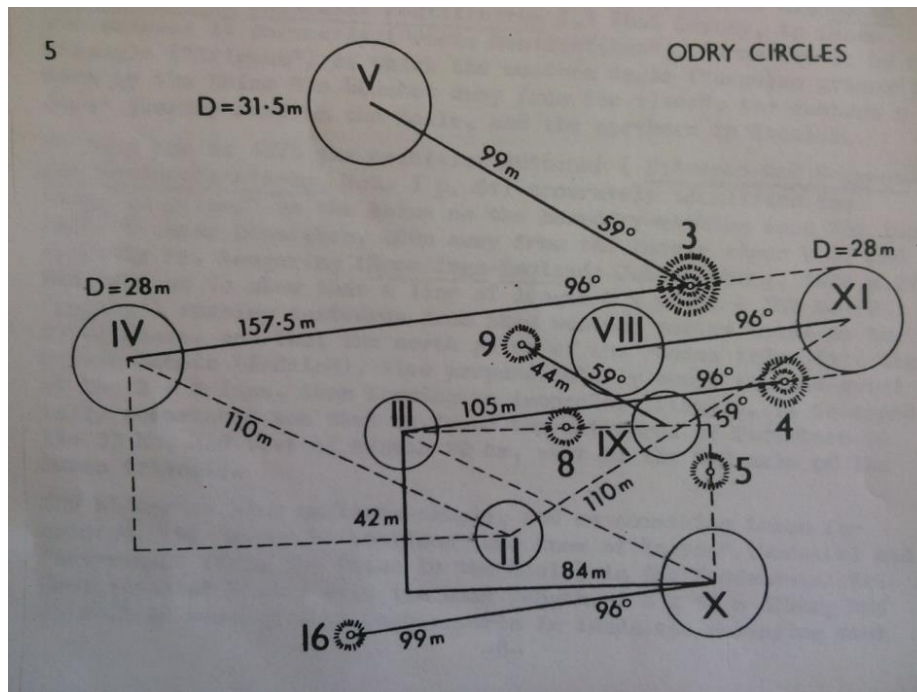 5
ODRY CIRCLES
V
D=31·5m
99m
59°
3
D=28m
D=28m
96°
XI
IV
157·5m
VIII
96°
9
44m
59°
96°
III
105m
59°
4
110m
8
IX
5
110m
42m
II
84m
X
96°
16
99m